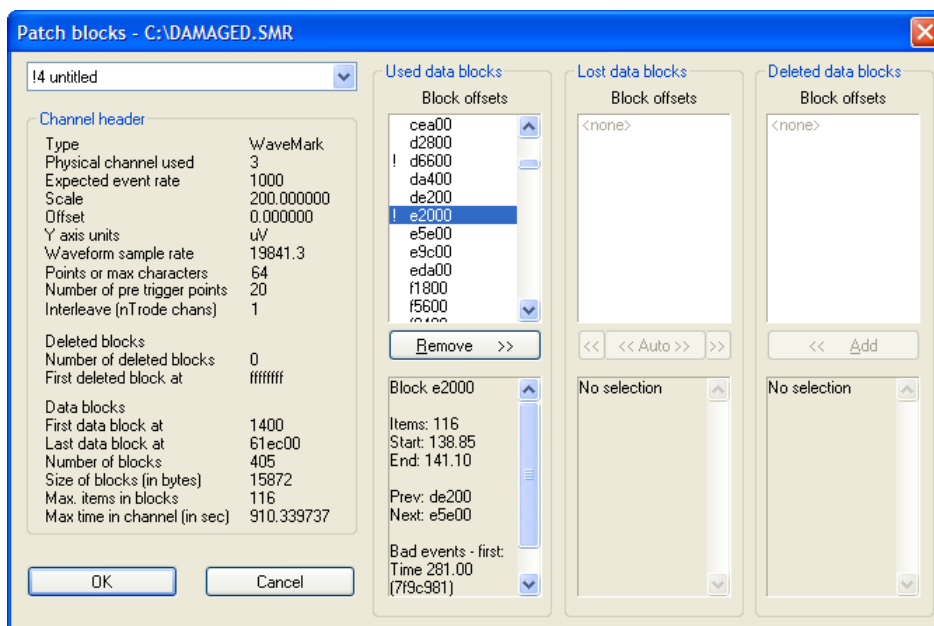 Patch blocks - C:\DAMAGED.SMR
!4 untitled
Channel header
Type WaveMark
Physical channel used 3
Expected event rate 1000
Scale 200.000000
Offset 0.000000
Y axis units uV
Waveform sample rate 19841.3
Points or max characters 64
Number of pre trigger points 20
Interleave (nTrode chans) 1
Deleted blocks
Number of deleted blocks 0
First deleted block at ffffffff
Data blocks
First data block at 1400
Last data block at 61ec00
Number of blocks 405
Size of blocks (in bytes) 15872
Max. items in blocks 116
Max time in channel (in sec) 910.339737
OK Cancel
Used data blocks
Block offsets
cea00
d2800
! d6600
da400
de200
! e2000
e5e00
e9c00
eda00
f1800
f5600
Remove >>
Block e2000
Items: 116
Start: 138.85
End: 141.10
Prev: de200
Next: e5e00
Bad events - first:
Time 281.00
(7f9c981)
Lost data blocks
Block offsets
<none>
<< << Auto >> >>
No selection
Deleted data blocks
Block offsets
<none>
<< Add
No selection